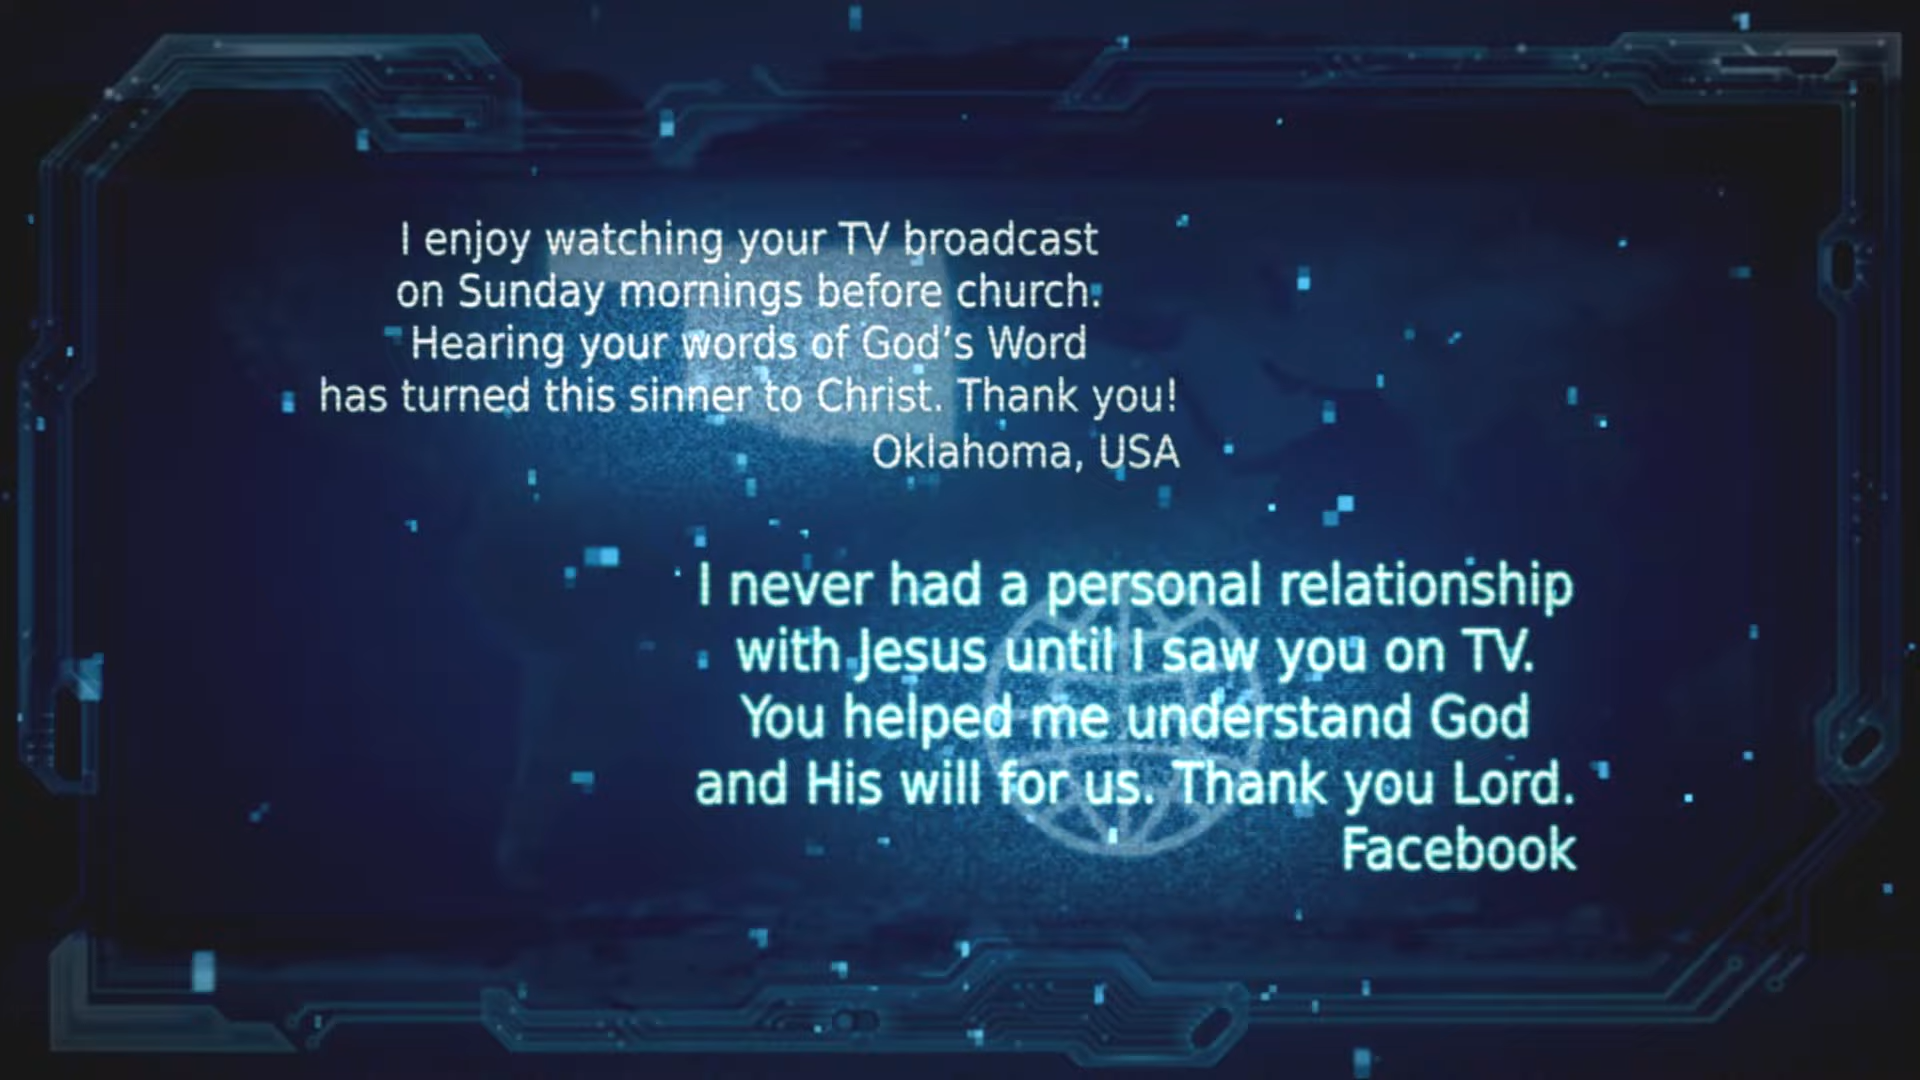 I enjoy watching your TV broadcast
on Sunday mornings before church.
Hearing your words of God’s Word
has turned this sinner to Christ. Thank you!
Oklahoma, USA
I never had a personal relationship
with Jesus until I saw you on TV.
You helped me understand God
and His will for us. Thank you Lord.
Facebook